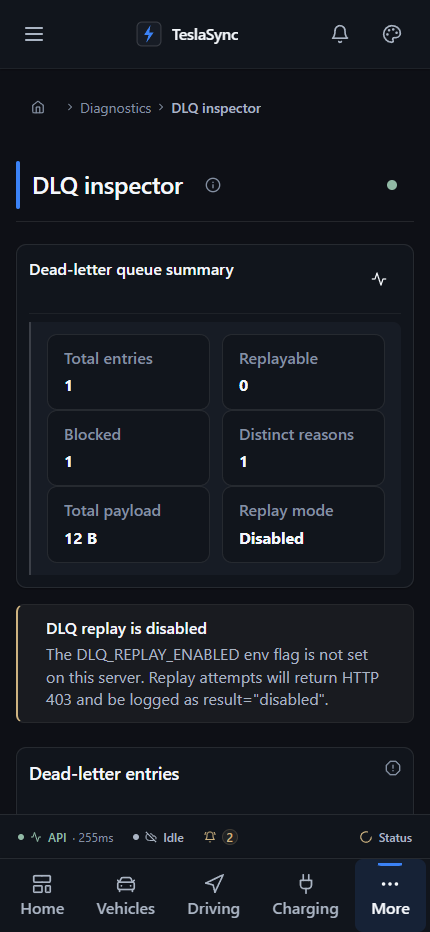 TeslaSync
Diagnostics
DLQ inspector
DLQ inspector
Dead-letter queue summary
Total entries
1
Replayable
0
Blocked
1
Distinct reasons
1
Total payload
12 B
Replay mode
Disabled
DLQ replay is disabled
The DLQ_REPLAY_ENABLED env flag is not set
on this server. Replay attempts will return HTTP
403 and be logged as result="disabled".
Dead-letter entries
API · 255ms
Idle
2
Status
Home
Vehicles
Driving
Charging
More